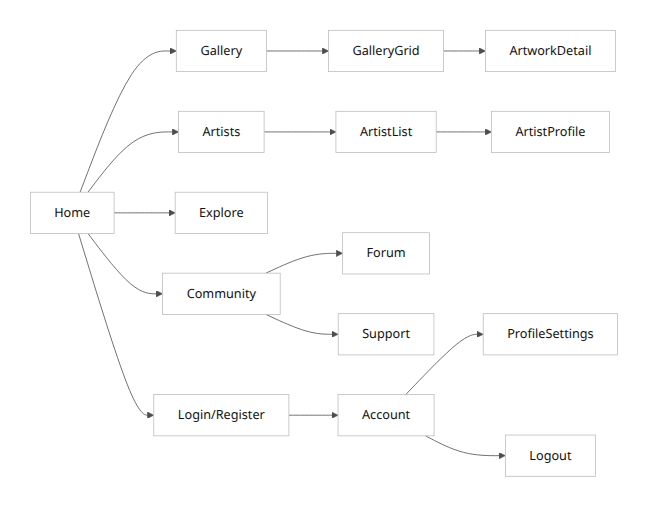 Gallery
GalleryGrid
ArtworkDetail
Artists
ArtistList
ArtistProfile
Home
Explore
Forum
Community
Support
ProfileSettings
Login/Register
Account
Logout